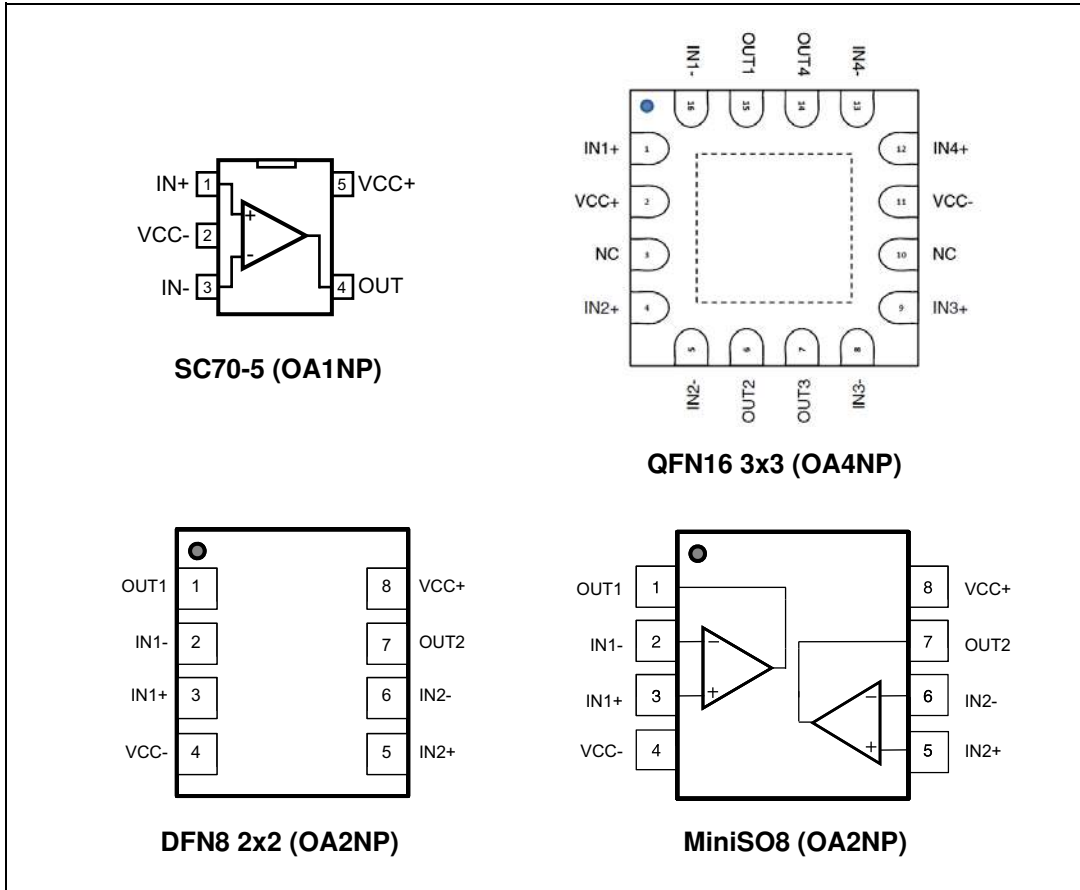 IN+ 1 5 VCC+
+
VCC- 2
-
IN- 3 4 OUT
SC70-5 (OA1NP)
IN1- OUT1 OUT4 IN4-
16 15 14 13
IN1+ 1 12 IN4+
VCC+ 2 11 VCC-
NC 3 10 NC
IN2+ 4 9 IN3+
5 6 7 8
IN2- OUT2 OUT3 IN3-
QFN16 3x3 (OA4NP)
OUT1 1 8 VCC+
IN1- 2 7 OUT2
IN1+ 3 6 IN2-
VCC- 4 5 IN2+
DFN8 2x2 (OA2NP)
OUT1 1 8 VCC+
IN1- 2 − 7 OUT2
IN1+ 3 + − 6 IN2-
VCC- 4 + 5 IN2+
MiniSO8 (OA2NP)